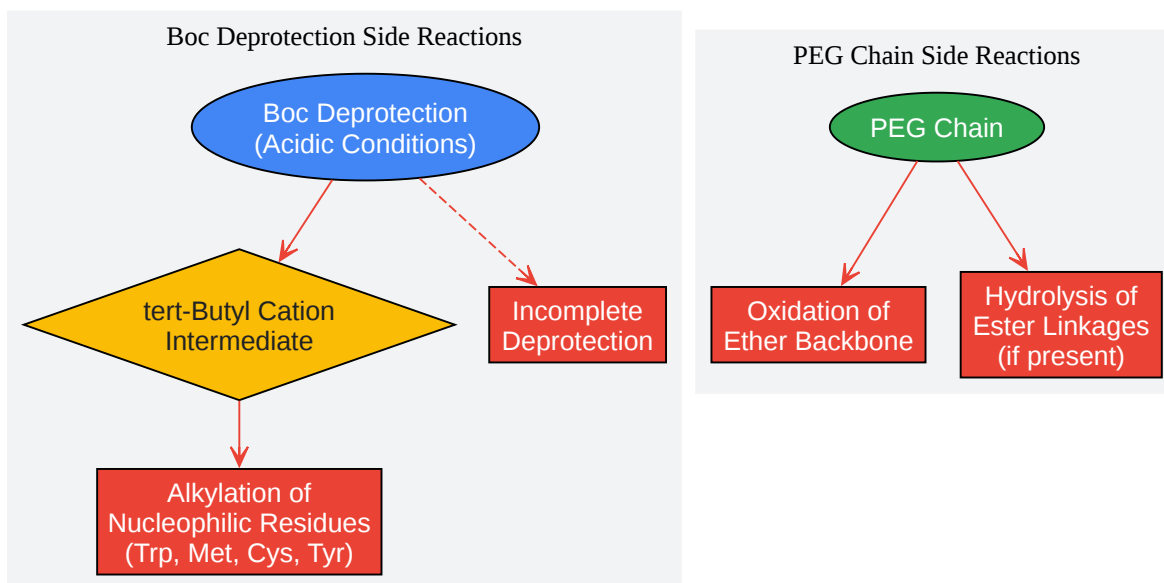 Boc Deprotection Side Reactions
Boc Deprotection
(Acidic Conditions)
tert-Butyl Cation
Intermediate
Incomplete
Deprotection
Alkylation of
Nucleophilic Residues
(Trp, Met, Cys, Tyr)
PEG Chain Side Reactions
PEG Chain
Oxidation of
Ether Backbone
Hydrolysis of
Ester Linkages
(if present)